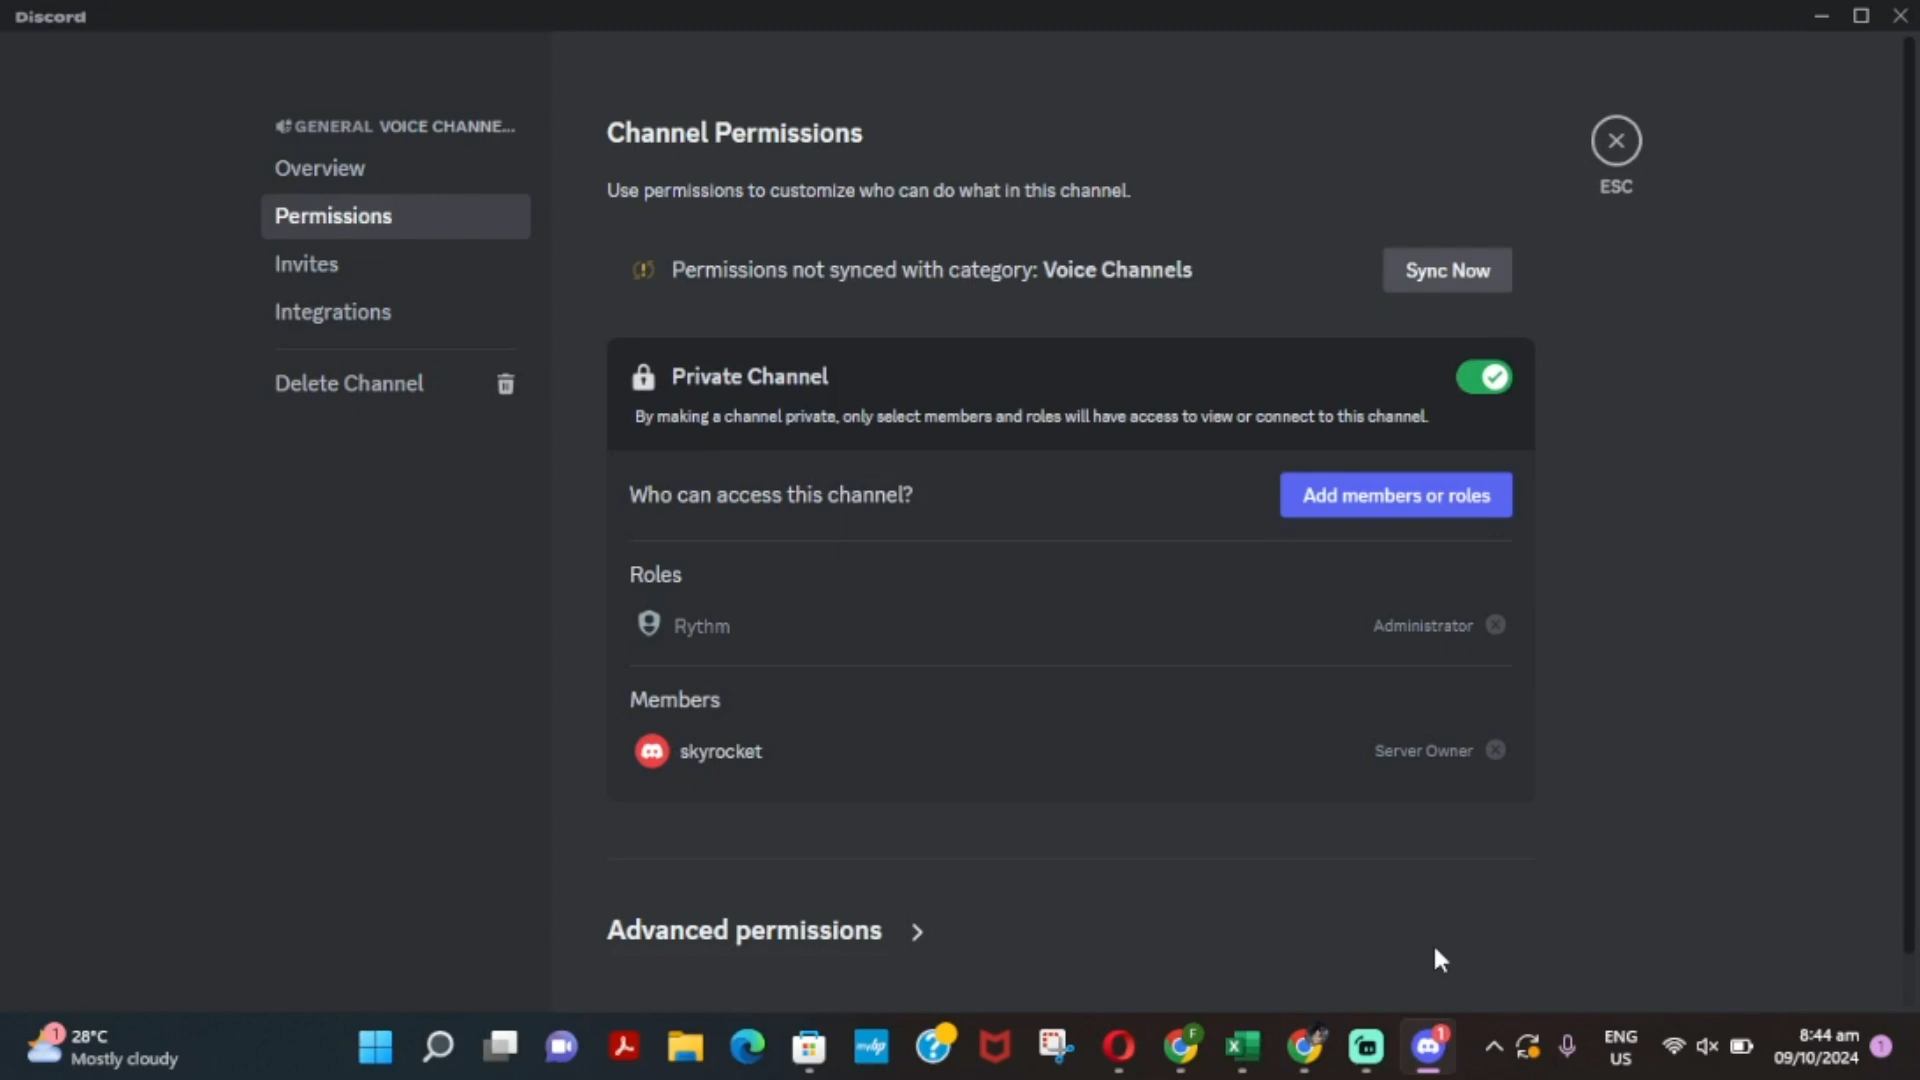 Discord
GENERAL VOICE CHANNE...
Overview
Permissions
Invites
Integrations
Delete Channel
Channel Permissions
Use permissions to customize who can do what in this channel.
ESC
Permissions not synced with category: Voice Channels
Sync Now
Private Channel
By making a channel private, only select members and roles will have access to view or connect to this channel.
Who can access this channel?
Add members or roles
Roles
Rythm
Administrator
Members
skyrocket
Server Owner
Advanced permissions
1
28°C
Mostly cloudy
myhp
F
1
ENG
US
8:44 am
09/10/2024
1